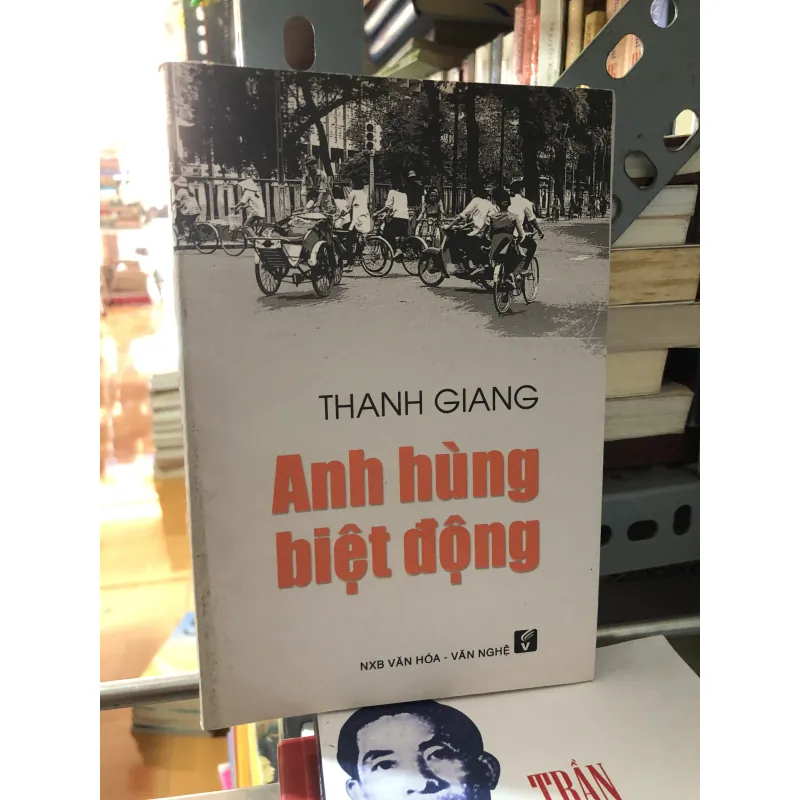 THANH GIANG
Anh hùng
biệt động
NXB VĂN HÓA - VĂN NGHỆ
V
TRẦN